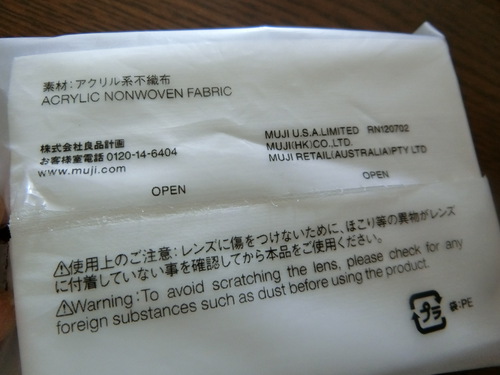 素材:アクリル系不織布
ACRYLIC NONWOVEN FABRIC
株式会社良品計画
お客様室電話 0120-14-6404
www.muji.com
MUJI U.S.A.LIMITED RN120702
MUJI(HK)CO.,LTD.
MUJI RETAIL(AUSTRALIA)PTY LTD
OPEN
OPEN
⚠使用上のご注意:レンズに傷をつけないために、ほこり等の異物がレンズ
に付着していない事を確認してから本品をご使用ください。
⚠Warning:To avoid scratching the lens, please check for any
foreign substances such as dust before using the product.
プラ 袋:PE